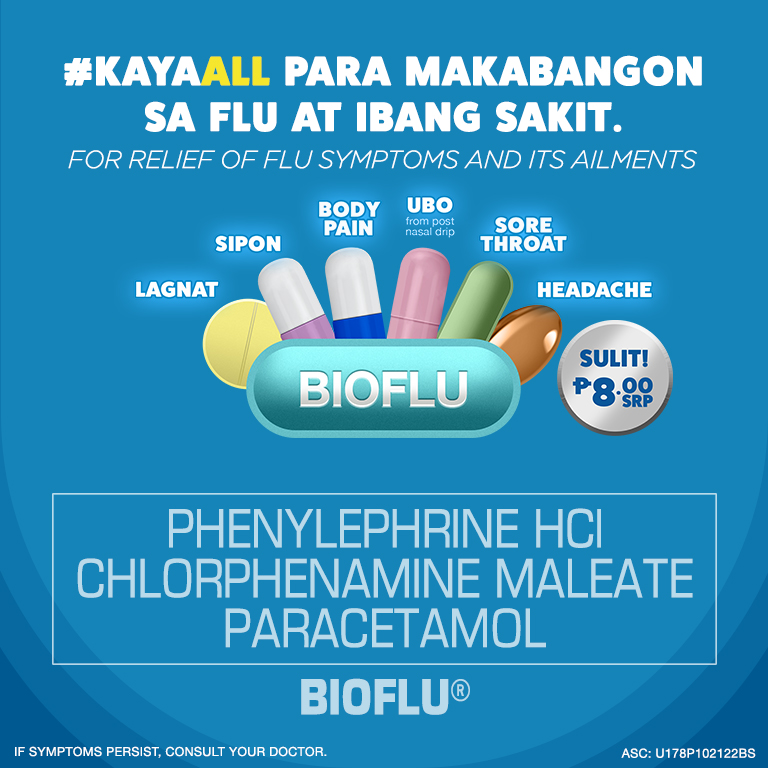 #KAYAALL PARA MAKABANGON
SA FLU AT IBANG SAKIT.
FOR RELIEF OF FLU SYMPTOMS AND ITS AILMENTS
LAGNAT
SIPON
BODY
PAIN
UBO
from post
nasal drip
SORE
THROAT
HEADACHE
BIOFLU
SULIT!
₱8.00
SRP
PHENYLEPHRINE HCl
CHLORPHENAMINE MALEATE
PARACETAMOL
BIOFLU®
IF SYMPTOMS PERSIST, CONSULT YOUR DOCTOR.
ASC: U178P102122BS